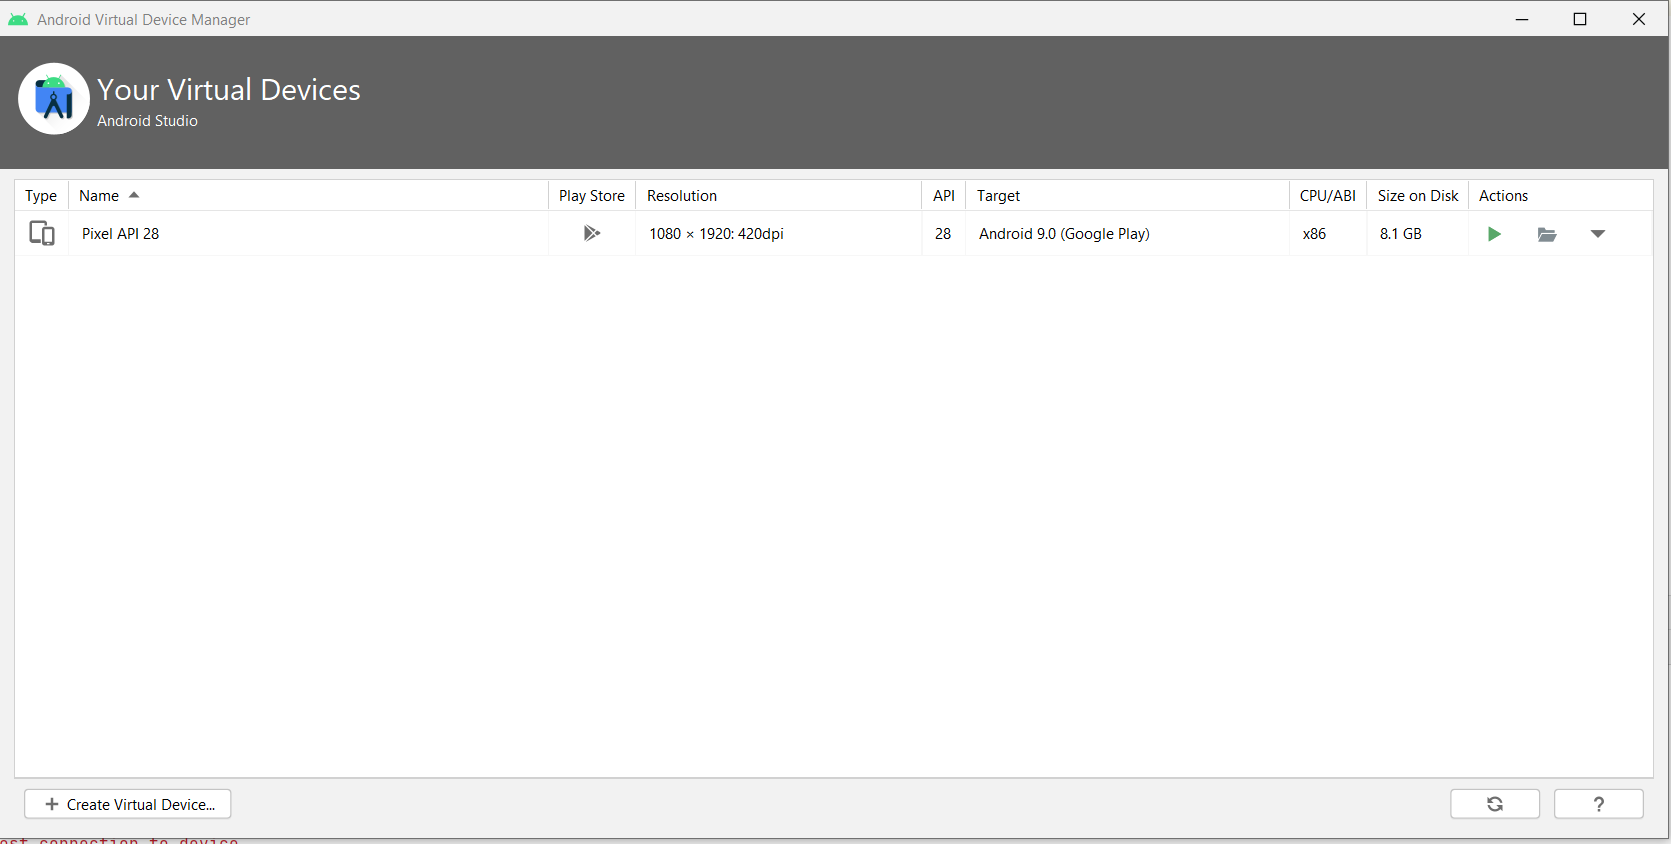 Android Virtual Device Manager
Your Virtual Devices
Android Studio
Type Name Play Store Resolution API Target CPU/ABI Size on Disk Actions
Pixel API 28 1080 × 1920: 420dpi 28 Android 9.0 (Google Play) x86 8.1 GB
+ Create Virtual Device... ?
connection to device